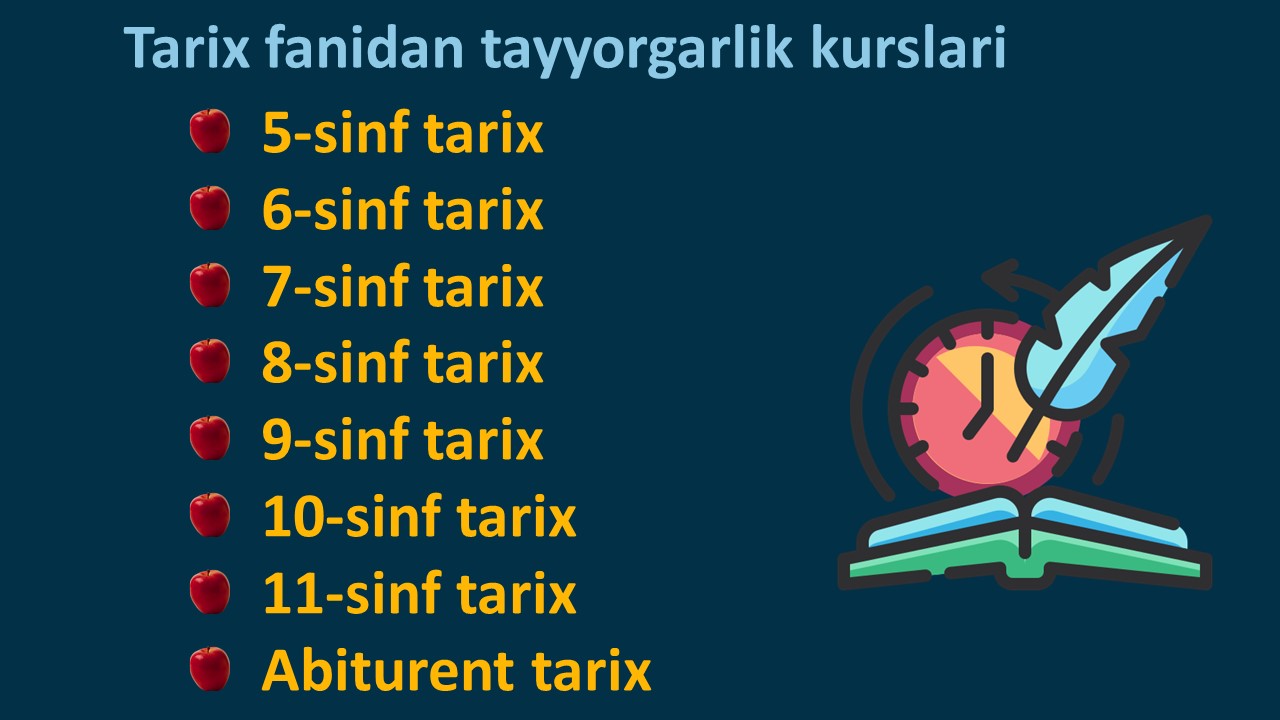 Tarix fanidan tayyorgarlik kurslari
5-sinf tarix
6-sinf tarix
7-sinf tarix
8-sinf tarix
9-sinf tarix
10-sinf tarix
11-sinf tarix
Abiturent tarix